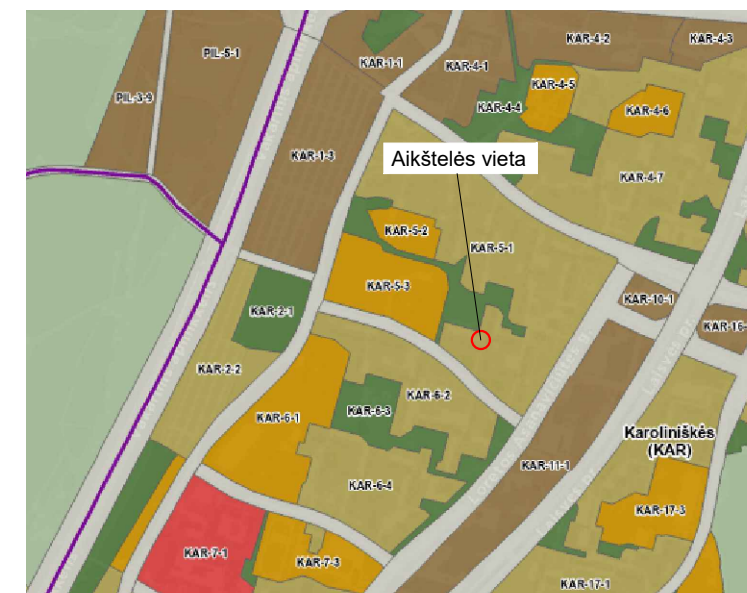 PIL-5-1
KAR-1-1
KAR-4-2
KAR-4-3
KAR-4-1
KAR-4-5
PIL-3-9
KAR-4-4
KAR-4-6
KAR-1-3
Aikštelės vieta
KAR-4-7
KAR-5-2
KAR-5-1
KAR-5-3
KAR-10-1
KAR-2-1
KAR-16-
KAR-2-2
KAR-6-2
KAR-6-3
KAR-6-1
Karoliniškės
(KAR)
KAR-11-1
KAR-6-4
KAR-17-3
KAR-7-1
KAR-7-3
KAR-17-1
Laisvės Pr.
Laisvės Pr.